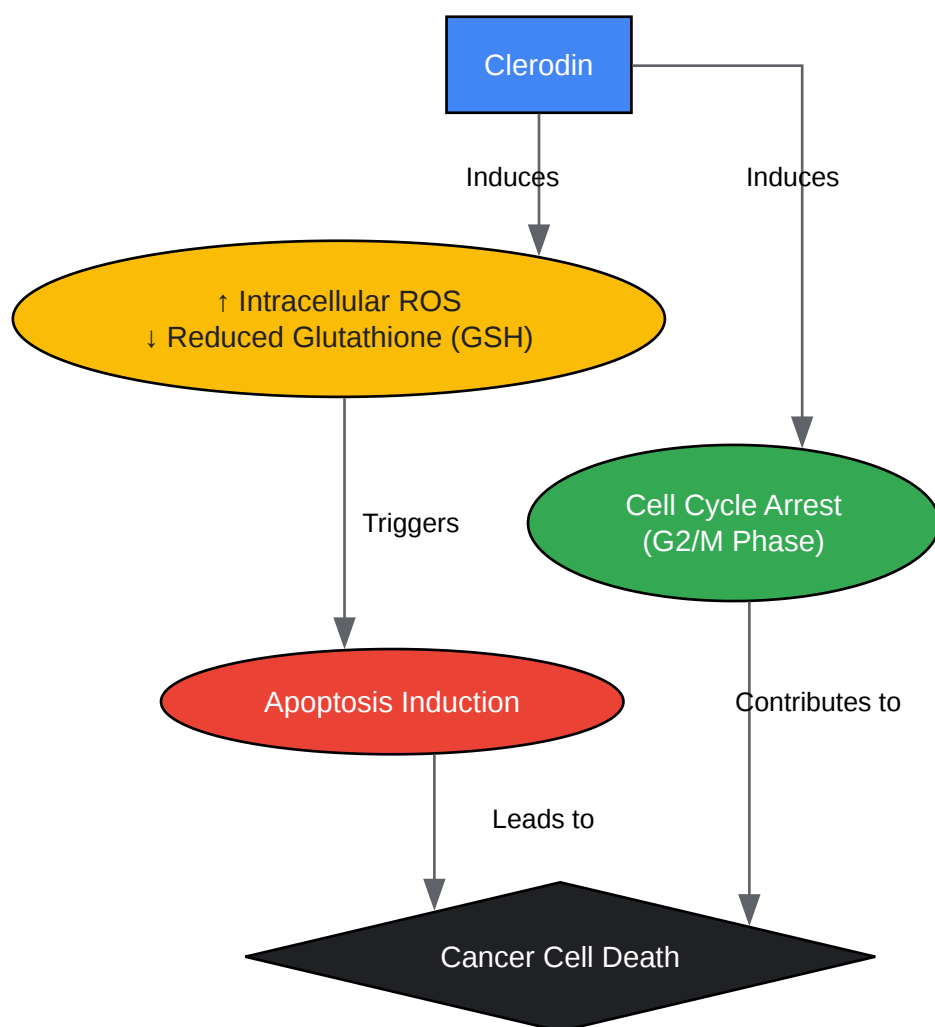 Clerodin
Induces
Induces
↑ Intracellular ROS
↓ Reduced Glutathione (GSH)
Cell Cycle Arrest
(G2/M Phase)
Triggers
Apoptosis Induction
Contributes to
Leads to
Cancer Cell Death